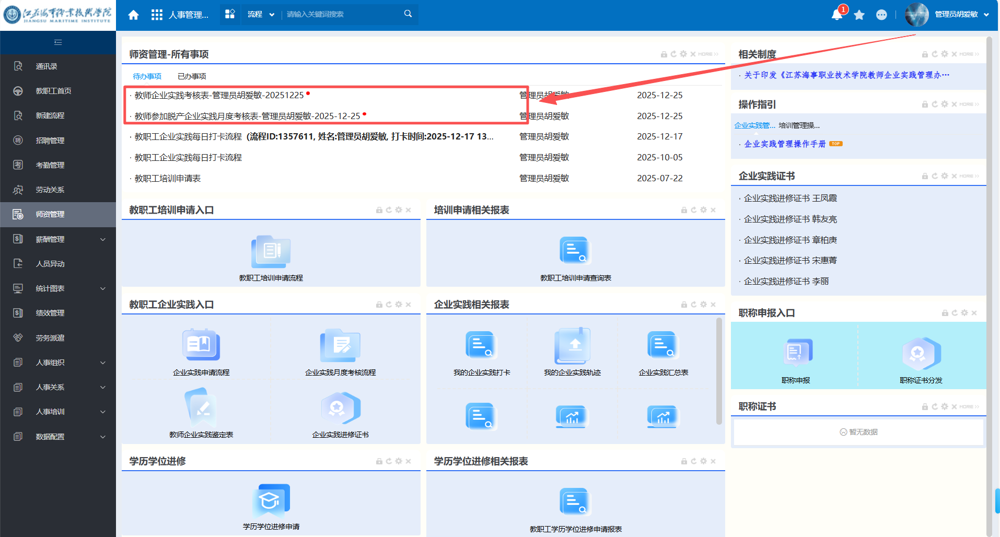 江苏海事职业技术学院
JIANGSU MARITIME INSTITUTE
人事管理...
流程
请输入关键词搜索
1
管理员胡爱敏
通讯录
教职工首页
新建流程
招聘管理
考勤管理
劳动关系
师资管理
薪酬管理
人员异动
统计图表
绩效管理
劳务派遣
人事组织
人事关系
人事培训
数据配置
师资管理-所有事项
MORE >>
待办事项 已办事项
· 教师企业实践考核表-管理员胡爱敏-20251225 管理员胡爱敏 2025-12-25
· 教师参加脱产企业实践月度考核表-管理员胡爱敏-2025-12-25 管理员胡爱敏 2025-12-25
· 教职工企业实践每日打卡流程（流程ID:1357611, 姓名:管理员胡爱敏, 打卡时间:2025-12-17 13... 管理员胡爱敏 2025-12-17
· 教职工企业实践每日打卡流程 管理员胡爱敏 2025-10-05
· 教职工培训申请表 管理员胡爱敏 2025-07-22
教职工培训申请入口
教职工培训申请流程
培训申请相关报表
教职工培训申请查询表
教职工企业实践入口
企业实践申请流程
企业实践月度考核流程
教师企业实践鉴定表
企业实践进修证书
企业实践相关报表
我的企业实践打卡
我的企业实践轨迹
企业实践汇总表
学历学位进修
学历学位进修申请
学历学位进修相关报表
教职工学历学位进修申请报表
相关制度
MORE >>
· 关于印发《江苏海事职业技术学院教师企业实践管理办···
操作指引
MORE >>
企业实践管... 培训管理操...
· 企业实践管理操作手册 TOP
企业实践证书
MORE >>
· 企业实践进修证书 王凤霞
· 企业实践进修证书 韩友亮
· 企业实践进修证书 章柏庚
· 企业实践进修证书 宋惠菁
· 企业实践进修证书 李丽
职称申报入口
职称申报
职称证书分发
职称证书
MORE >>
暂无数据